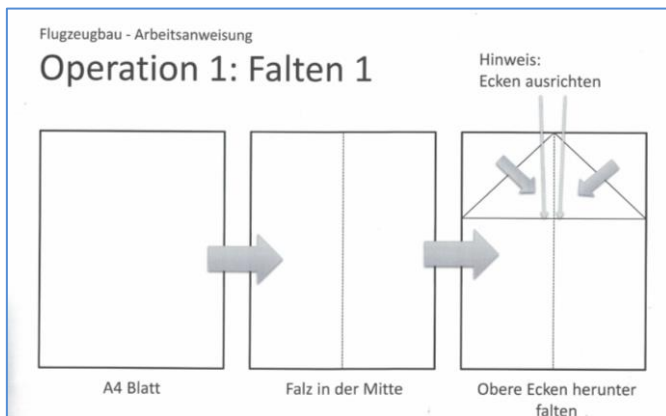 Flugzeugbau - Arbeitsanweisung
Operation 1: Falten 1
Hinweis:
Ecken ausrichten
A4 Blatt
Falz in der Mitte
Obere Ecken herunter
falten